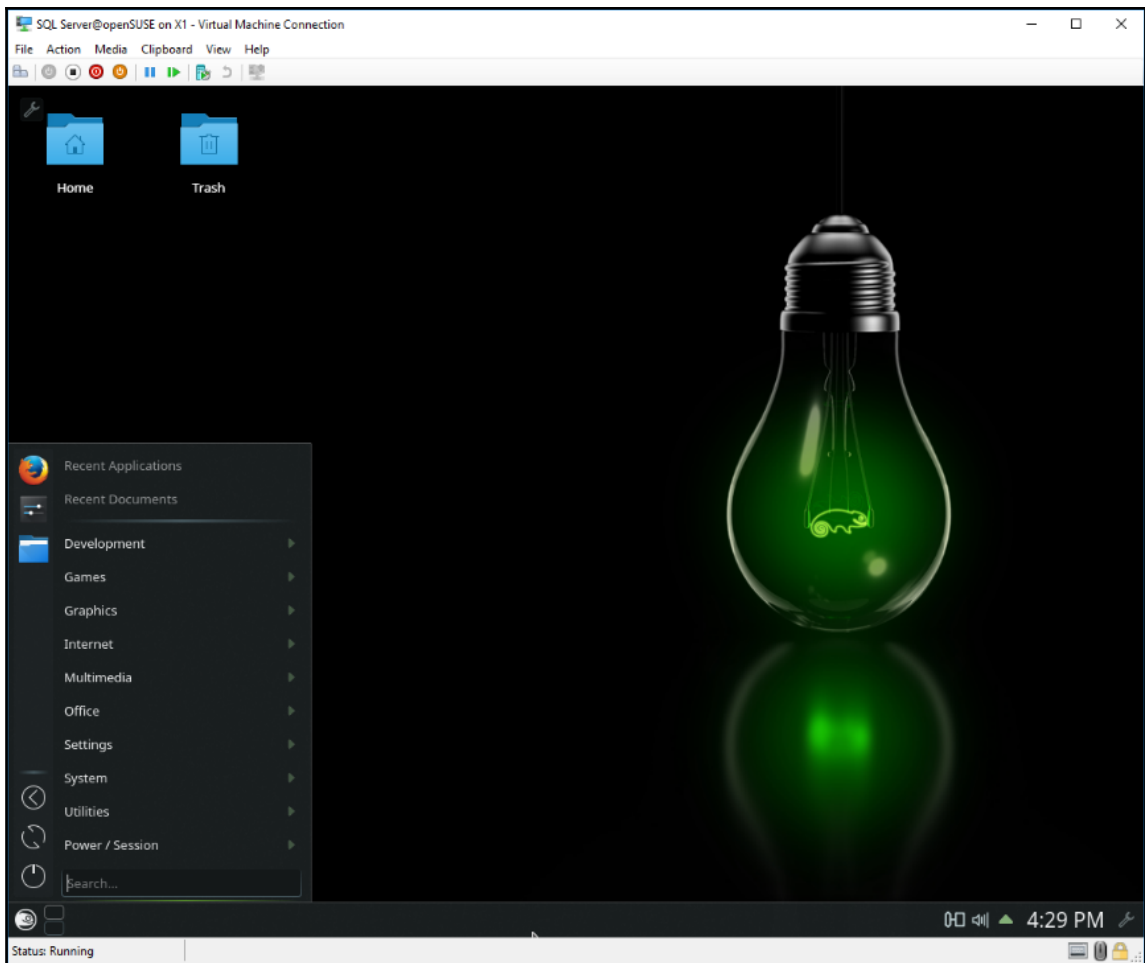 SQL Server@openSUSE on X1 - Virtual Machine Connection
File Action Media Clipboard View Help
Home Trash
Recent Applications
Recent Documents
Development
Games
Graphics
Internet
Multimedia
Office
Settings
System
Utilities
Power / Session
Search...
4:29 PM
Status: Running